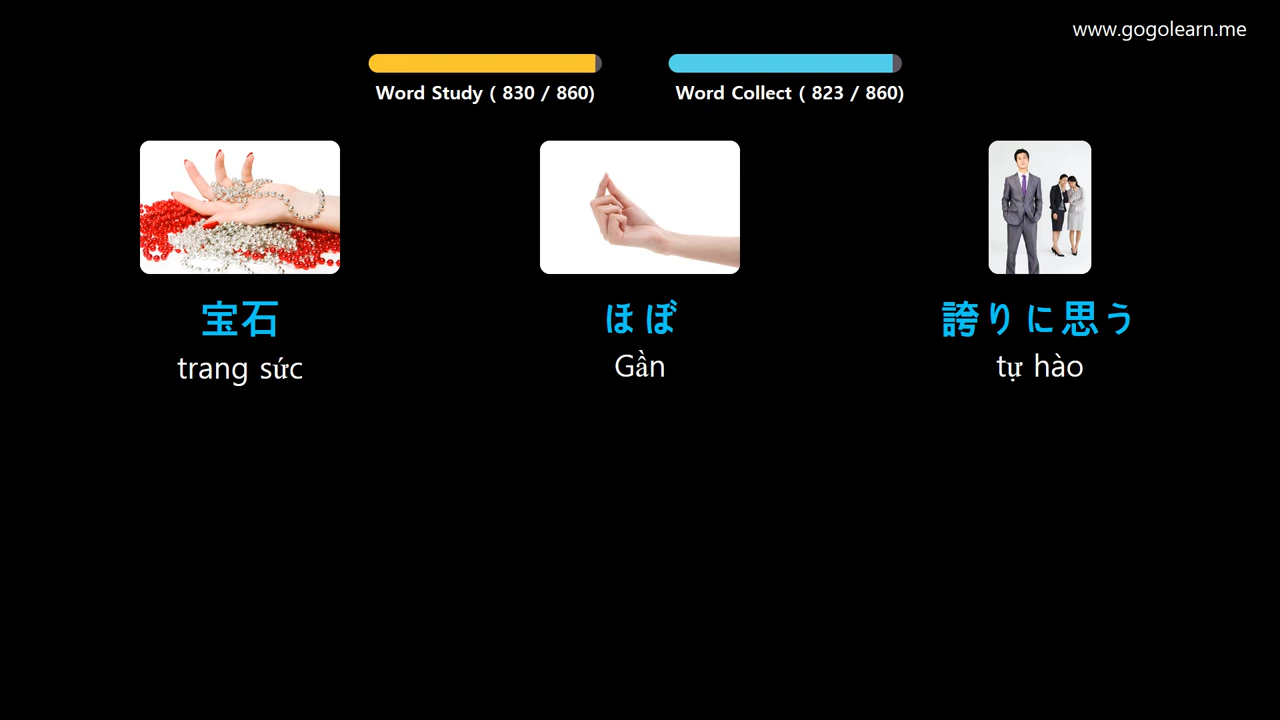 www.gogolearn.me
Word Study ( 830 / 860)
Word Collect ( 823 / 860)
宝石
ほぼ
誇りに思う
trang sức
Gần
tự hào